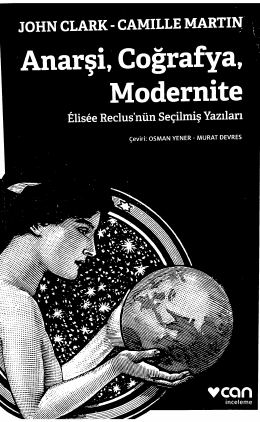 JOHN CLARK - CAMILLE MARTIN
Anarşi, Coğrafya,
Modernite
Élisée Reclus'nün Seçilmiş Yazıları
Çeviri: OSMAN YENER - MURAT DEVRES
can
inceleme